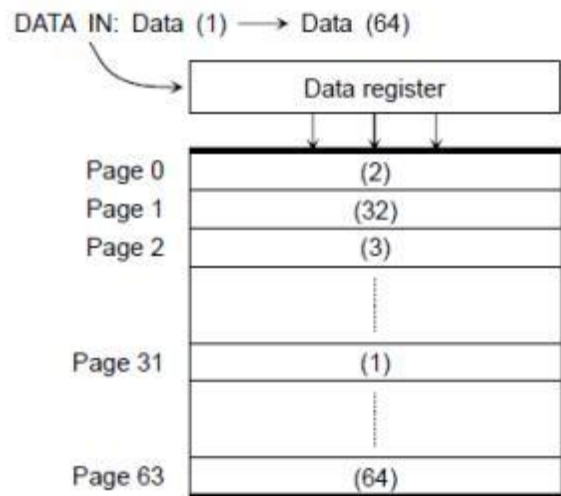 DATA IN: Data (1) ⟶ Data (64)
Data register
Page 0 (2)
Page 1 (32)
Page 2 (3)
Page 31 (1)
Page 63 (64)